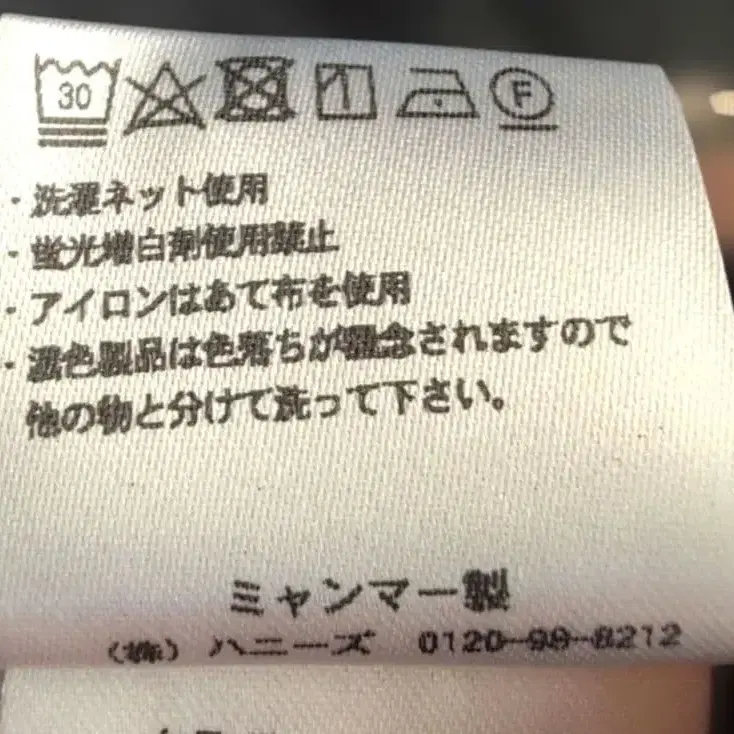 30 F
・洗濯ネット使用
・蛍光増白剤使用禁止
・アイロンはあて布を使用
・濃色製品は色落ちが懸念されますので
他の物と分けて洗って下さい。
ミャンマー製
(株) ハニーズ 0120-98-8212